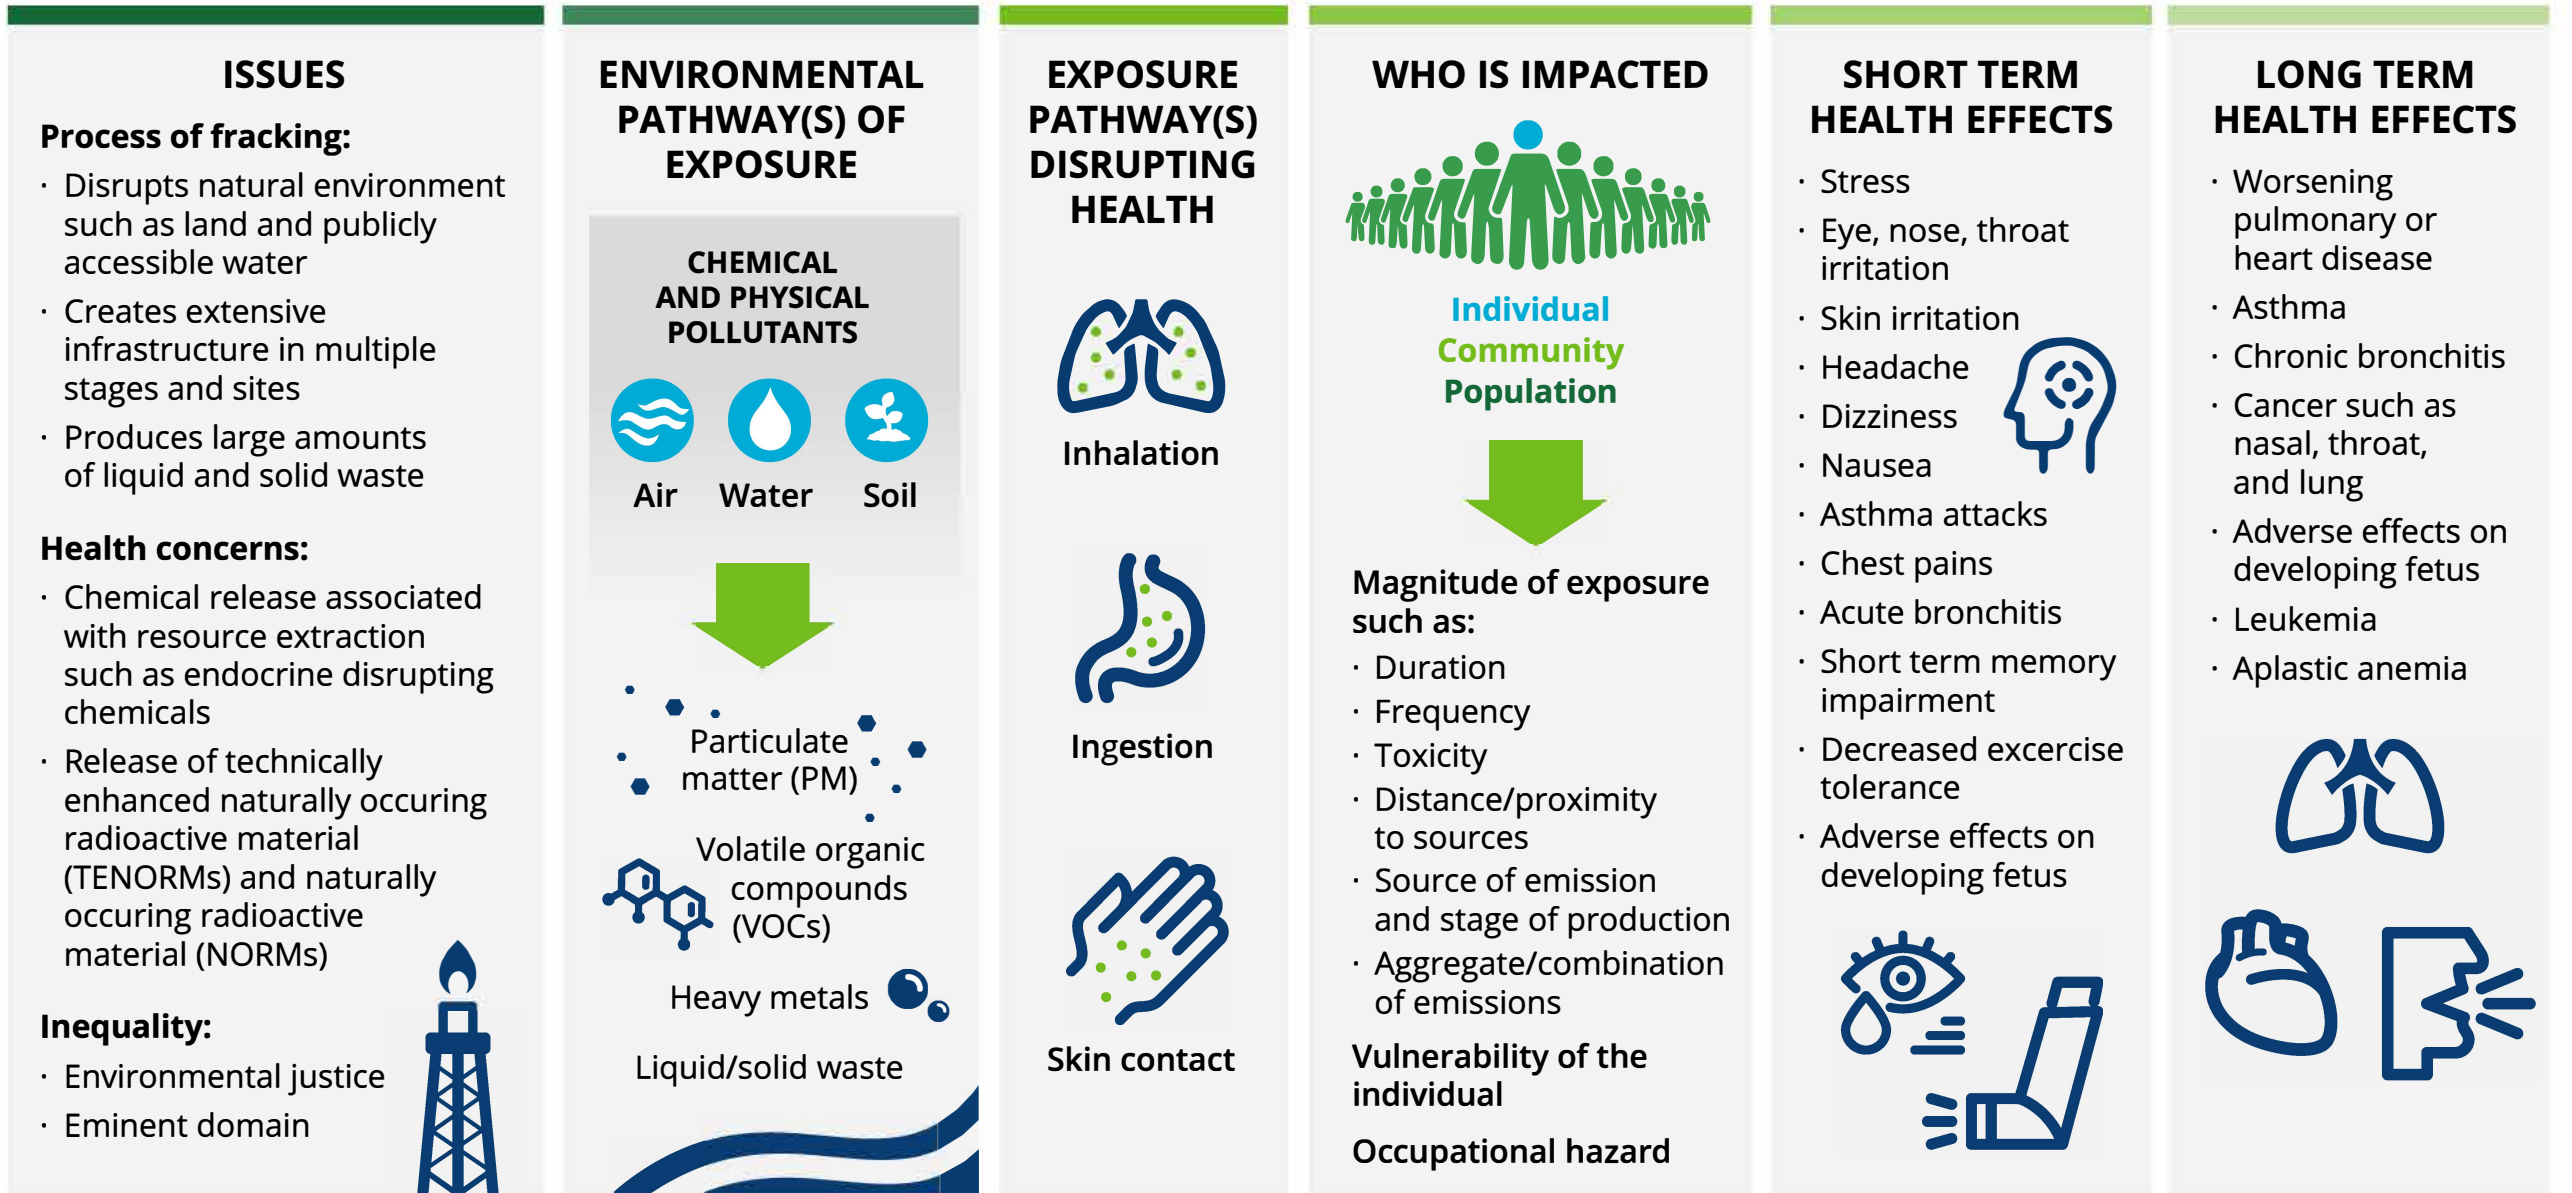 ISSUES
Process of fracking:
· Disrupts natural environment
such as land and publicly
accessible water
· Creates extensive
infrastructure in multiple
stages and sites
· Produces large amounts
of liquid and solid waste
Health concerns:
· Chemical release associated
with resource extraction
such as endocrine disrupting
chemicals
· Release of technically
enhanced naturally occuring
radioactive material
(TENORMs) and naturally
occuring radioactive
material (NORMs)
Inequality:
· Environmental justice
· Eminent domain
ENVIRONMENTAL
PATHWAY(S) OF
EXPOSURE
CHEMICAL
AND PHYSICAL
POLLUTANTS
Air Water Soil
Particulate
matter (PM)
Volatile organic
compounds
(VOCs)
Heavy metals
Liquid/solid waste
EXPOSURE
PATHWAY(S)
DISRUPTING
HEALTH
Inhalation
Ingestion
Skin contact
WHO IS IMPACTED
Individual
Community
Population
Magnitude of exposure
such as:
· Duration
· Frequency
· Toxicity
· Distance/proximity
to sources
· Source of emission
and stage of production
· Aggregate/combination
of emissions
Vulnerability of the
individual
Occupational hazard
SHORT TERM
HEALTH EFFECTS
· Stress
· Eye, nose, throat
irritation
· Skin irritation
· Headache
· Dizziness
· Nausea
· Asthma attacks
· Chest pains
· Acute bronchitis
· Short term memory
impairment
· Decreased excercise
tolerance
· Adverse effects on
developing fetus
LONG TERM
HEALTH EFFECTS
· Worsening
pulmonary or
heart disease
· Asthma
· Chronic bronchitis
· Cancer such as
nasal, throat,
and lung
· Adverse effects on
developing fetus
· Leukemia
· Aplastic anemia